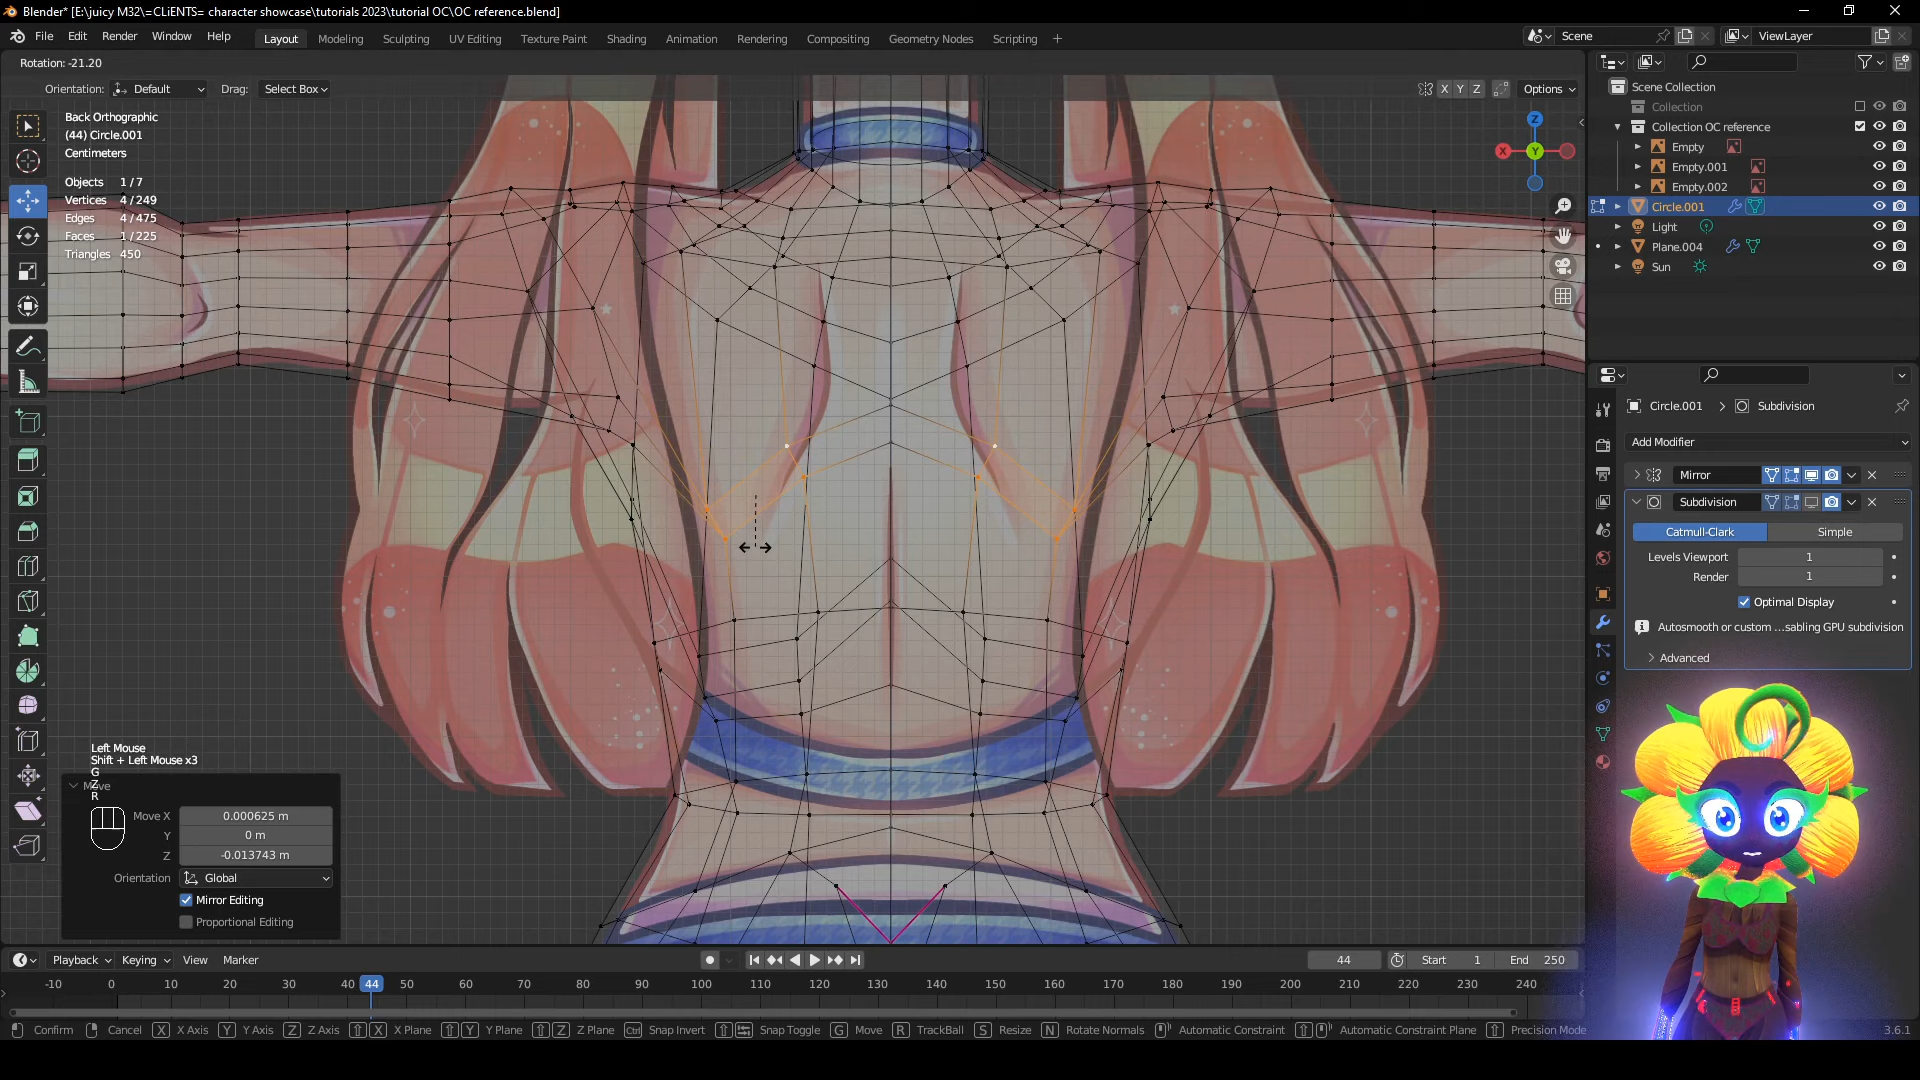 Blender* [E:\juicy M32\=CLiENTS= character showcase\tutorials 2023\tutorial OC\OC reference.blend]
File Edit Render Window Help Layout Modeling Sculpting UV Editing Texture Paint Shading Animation Rendering Compositing Geometry Nodes Scripting Scene ViewLayer
Rotation: -21.20
Orientation: Default Drag: Select Box X Y Z Options
Back Orthographic
(44) Circle.001
Centimeters
Objects 1/7
Vertices 4/249
Edges 4/475
Faces 1/225
Triangles 450
Z
X Y
Scene Collection
Collection
Collection OC reference
Empty
Empty.001
Empty.002
Circle.001
Light
Plane.004
Sun
Circle.001 Subdivision
Add Modifier
Mirror
Subdivision
Catmull-Clark Simple
Levels Viewport 1
Render 1
Optimal Display
Autosmooth or custom ...sabling GPU subdivision
Advanced
Left Mouse
Shift + Left Mouse x3
G
Z
R
Move
Move X 0.000625 m
Y 0 m
Z -0.013743 m
Orientation Global
Mirror Editing
Proportional Editing
Playback Keying View Marker 44 Start 1 End 250
-10 0 10 20 30 40 44 50 60 70 80 90 100 110 120 130 140 150 160 170 180 190 200 210 220 230 240
Confirm Cancel X X Axis Y Y Axis Z Z Axis X X Plane Y Y Plane Z Z Plane Ctrl Snap Invert Snap Toggle G Move R TrackBall S Resize N Rotate Normals Automatic Constraint Automatic Constraint Plane Precision Mode 3.6.1